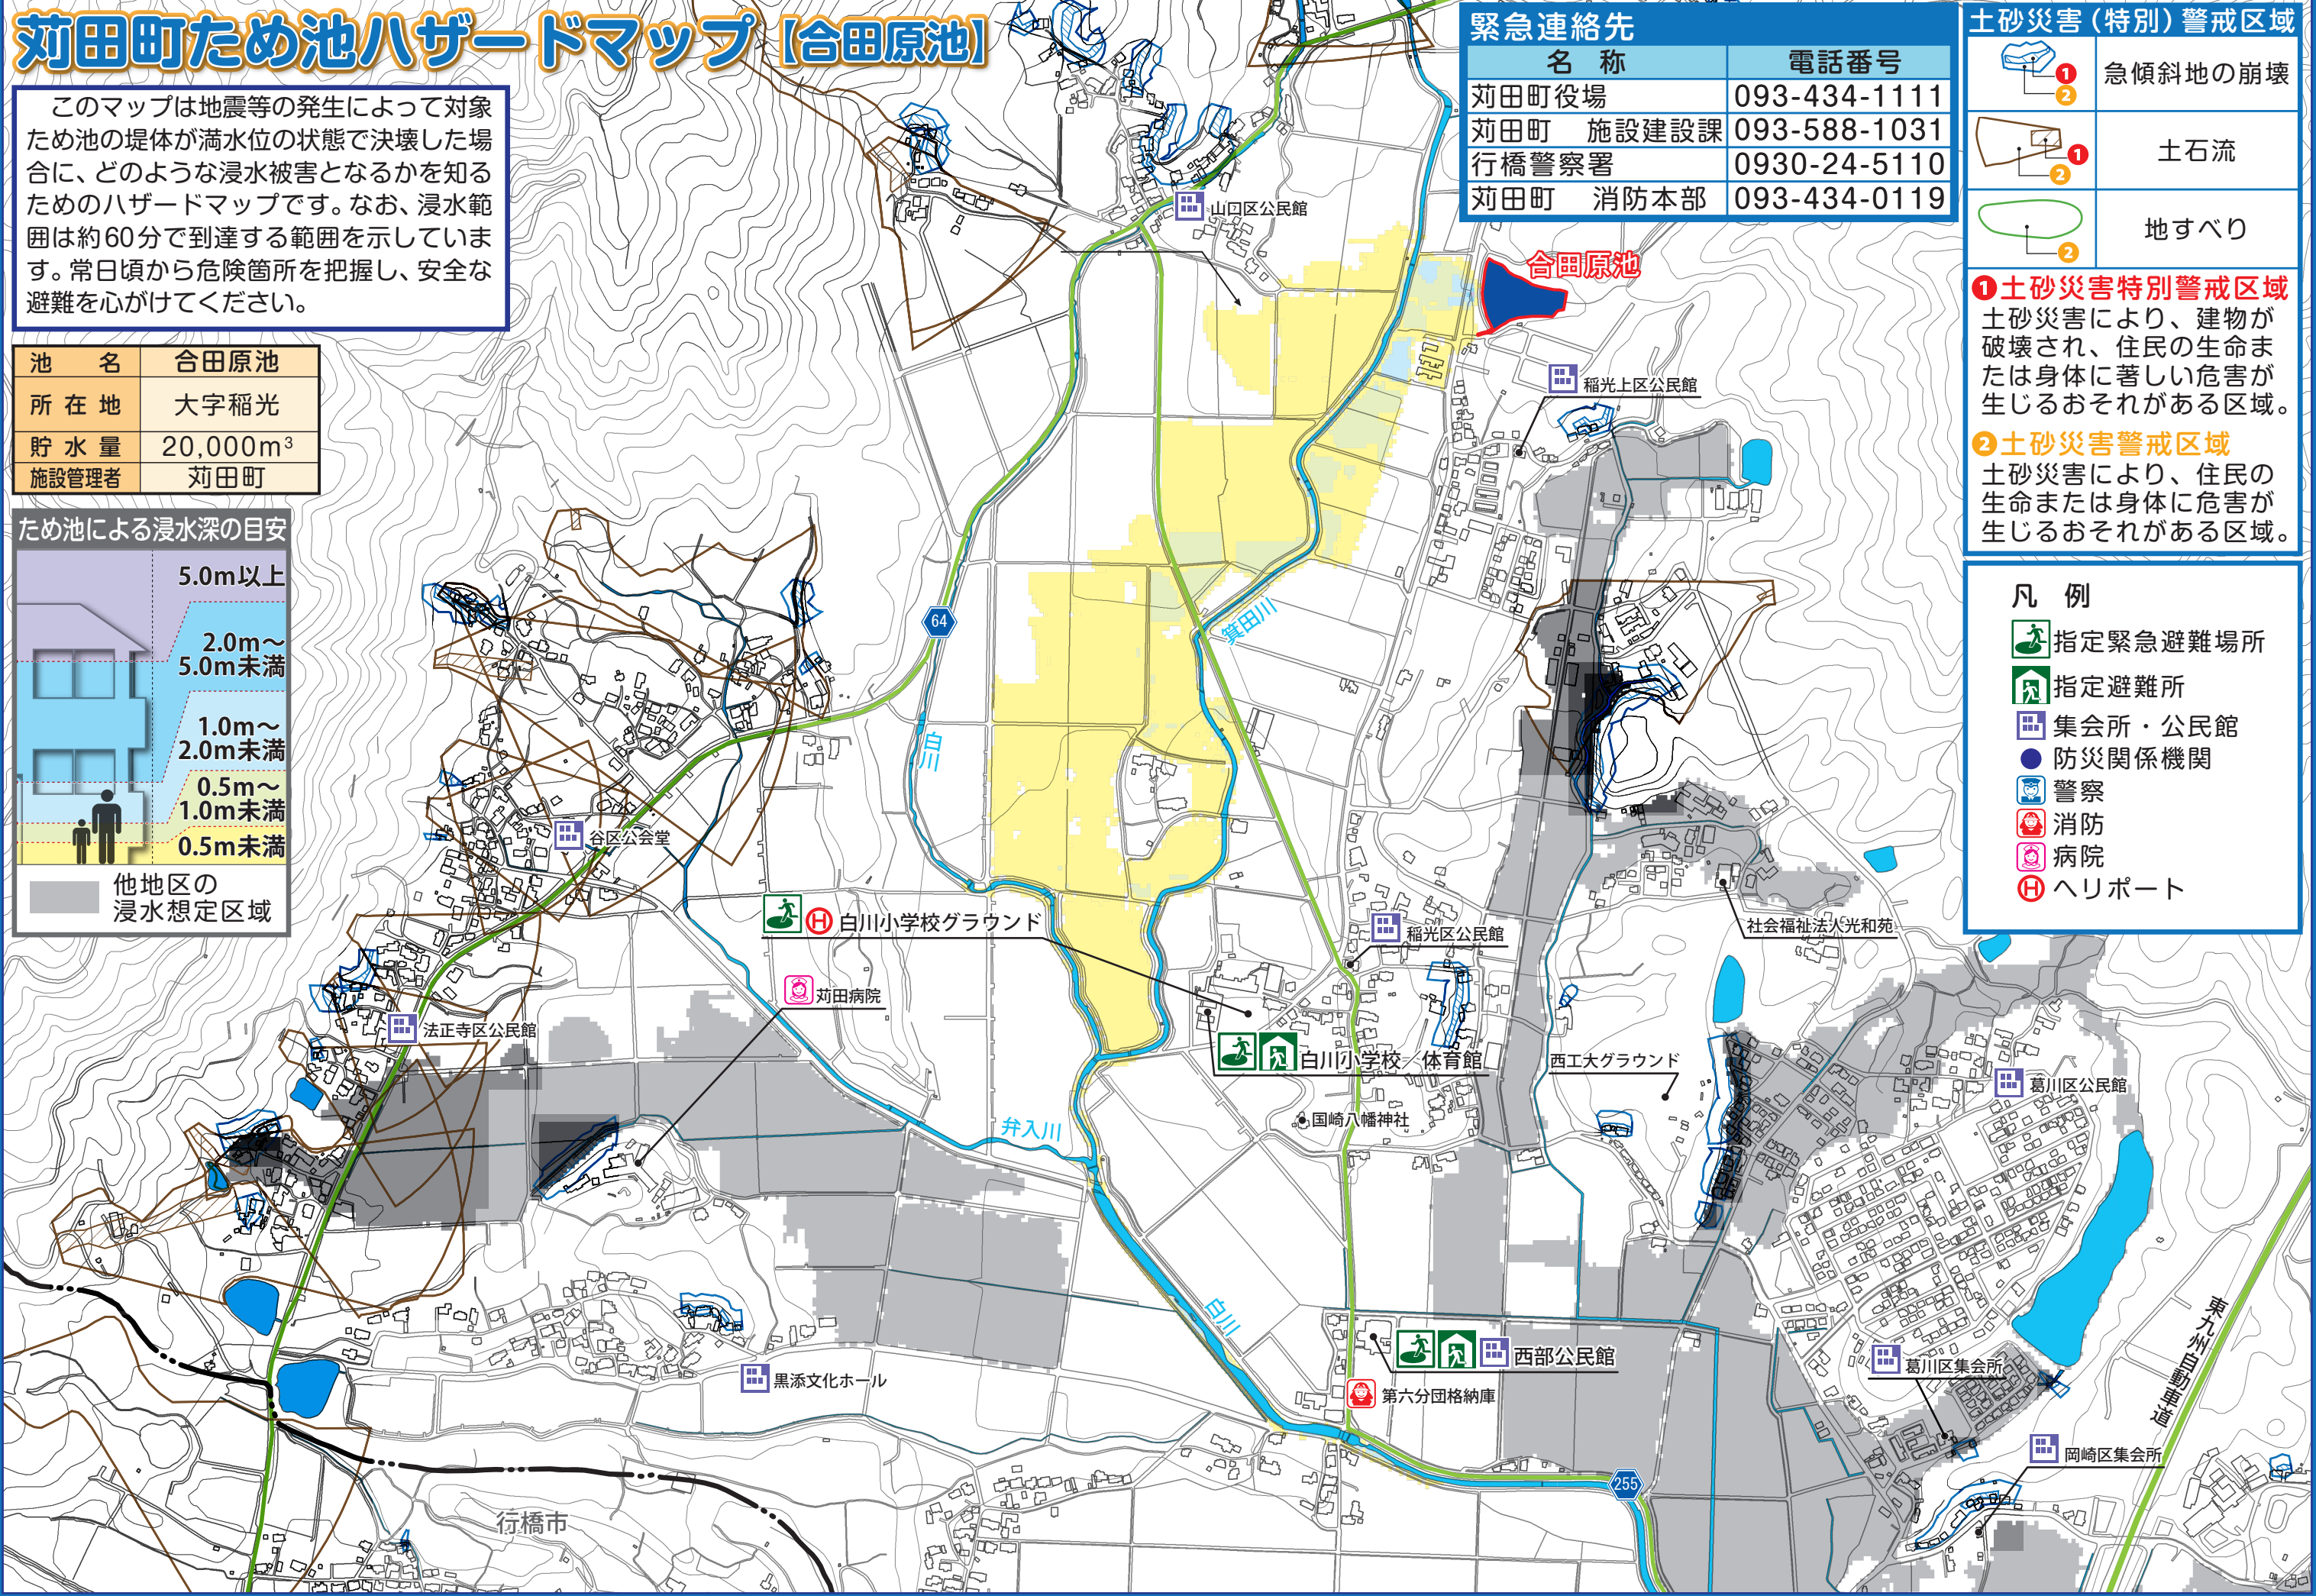 苅田町ため池ハザードマップ【合田原池】
このマップは地震等の発生によって対象
ため池の堤体が満水位の状態で決壊した場
合に、どのような浸水被害となるかを知る
ためのハザードマップです。なお、浸水範
囲は約60分で到達する範囲を示していま
す。常日頃から危険箇所を把握し、安全な
避難を心がけてください。
池名 合田原池
所在地 大字稲光
貯水量 20,000m³
施設管理者 苅田町
ため池による浸水深の目安
5.0m以上
2.0m〜
5.0m未満
1.0m〜
2.0m未満
0.5m〜
1.0m未満
0.5m未満
他地区の
浸水想定区域
緊急連絡先
名称 電話番号
苅田町役場 093-434-1111
苅田町 施設建設課 093-588-1031
行橋警察署 0930-24-5110
苅田町 消防本部 093-434-0119
土砂災害(特別)警戒区域
1
2
急傾斜地の崩壊
1
2
土石流
2
地すべり
❶土砂災害特別警戒区域
土砂災害により、建物が
破壊され、住民の生命ま
たは身体に著しい危害が
生じるおそれがある区域。
❷土砂災害警戒区域
土砂災害により、住民の
生命または身体に危害が
生じるおそれがある区域。
凡例
指定緊急避難場所
指定避難所
集会所・公民館
防災関係機関
警察
消防
病院
H ヘリポート
山口区公民館
合田原池
稲光上区公民館
64
箕田川
白川
谷区公会堂
H 白川小学校グラウンド
稲光区公民館
社会福祉法人光和苑
苅田病院
法正寺区公民館
白川小学校 体育館
西工大グラウンド
葛川区公民館
国崎八幡神社
弁入川
白川
西部公民館
第六分団格納庫
黒添文化ホール
葛川区集会所
東九州自動車道
岡崎区集会所
255
行橋市